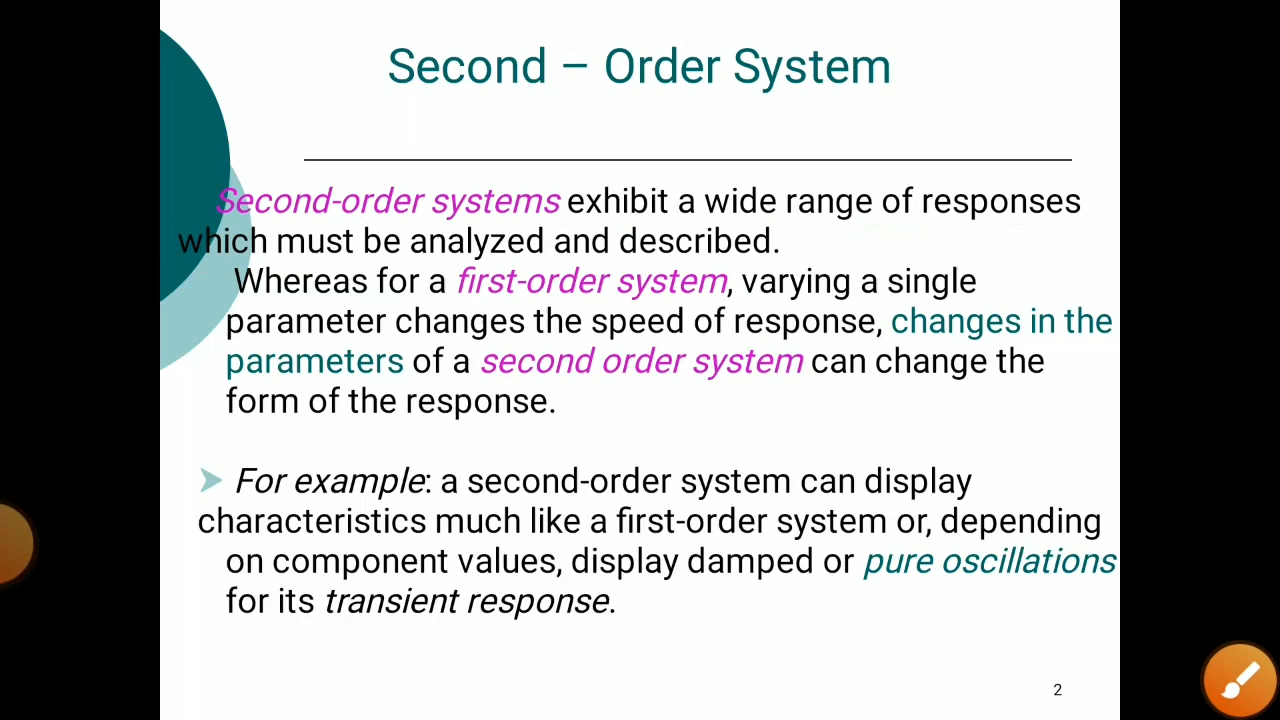 Second – Order System
Second-order systems exhibit a wide range of responses
which must be analyzed and described.
Whereas for a first-order system, varying a single
parameter changes the speed of response, changes in the
parameters of a second order system can change the
form of the response.
For example: a second-order system can display
characteristics much like a first-order system or, depending
on component values, display damped or pure oscillations
for its transient response.
2